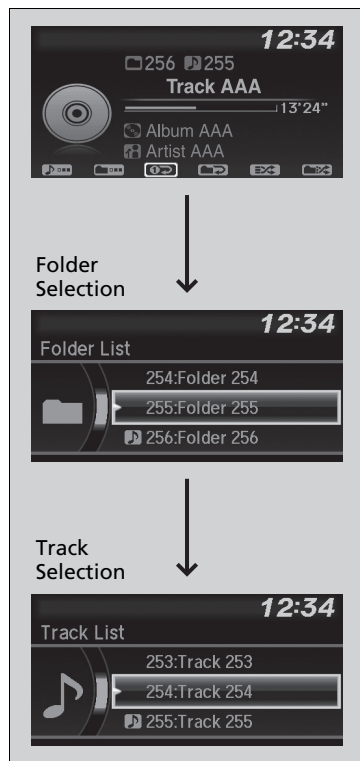 12:34
256 255
Track AAA
13'24"
Album AAA
Artist AAA
Folder
Selection
12:34
Folder List
254:Folder 254
255:Folder 255
256:Folder 256
Track
Selection
12:34
Track List
253:Track 253
254:Track 254
255:Track 255